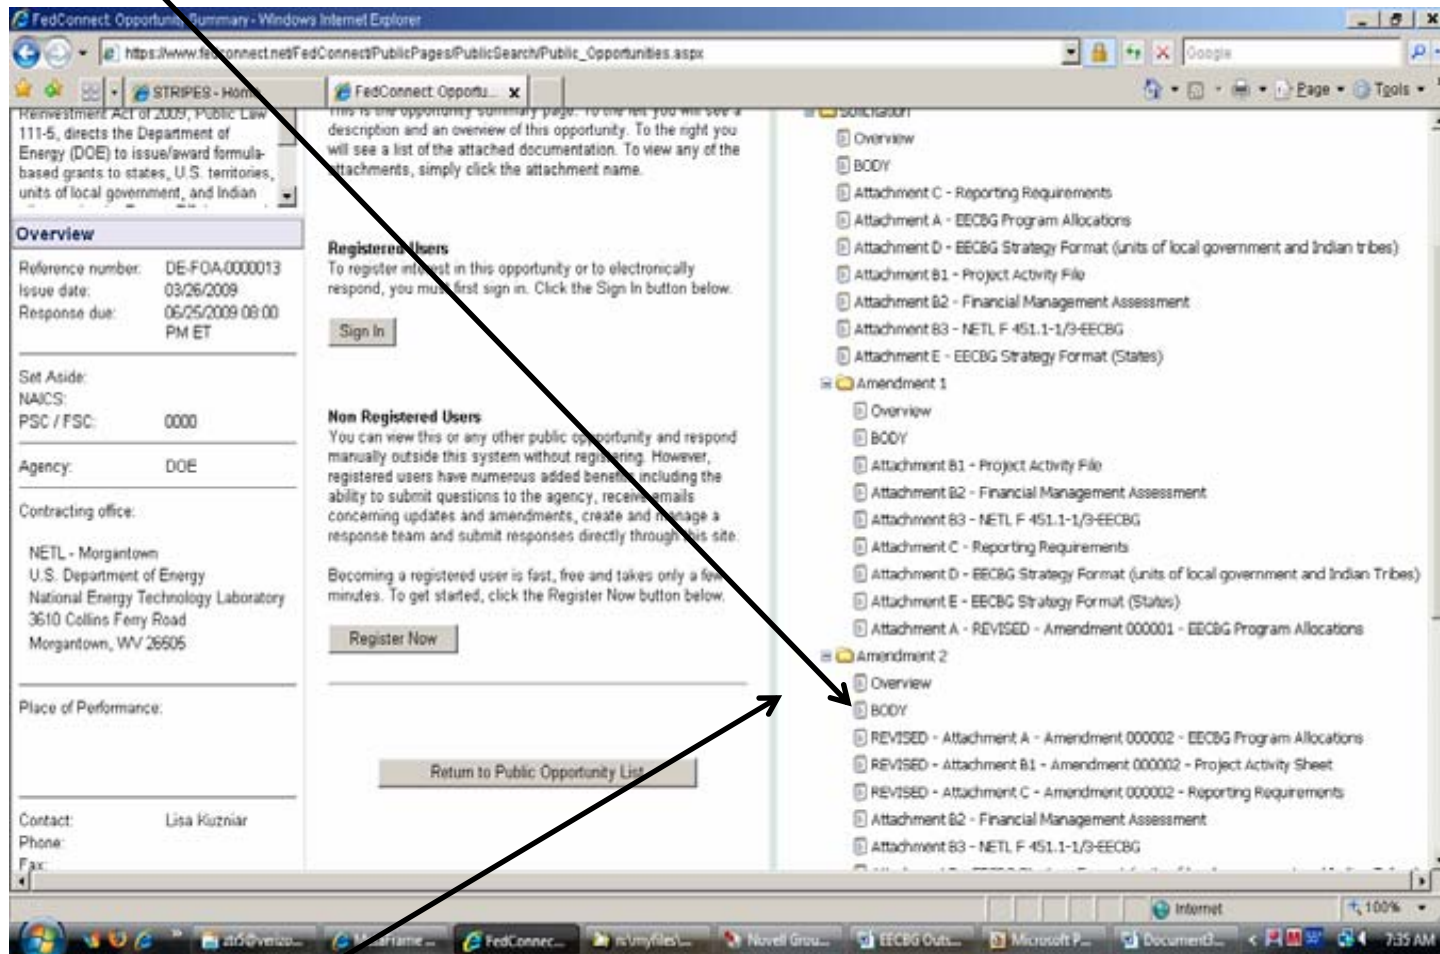 FedConnect: Opportunity Summary - Windows Internet Explorer
https://www.fedconnect.net/FedConnect/PublicPages/PublicSearch/Public_Opportunities.aspx
Google
STRIPES - Home
FedConnect: Opportu...
Page
Tools
Reinvestment Act of 2009, Public Law
111-5, directs the Department of
Energy (DOE) to issue/award formula-
based grants to states, U.S. territories,
units of local government, and Indian
Overview
Reference number: DE-FOA-0000013
Issue date: 03/26/2009
Response due: 06/25/2009 08:00
PM ET
Set Aside:
NAICS:
PSC / FSC: 0000
Agency: DOE
Contracting office:
NETL - Morgantown
U.S. Department of Energy
National Energy Technology Laboratory
3610 Collins Ferry Road
Morgantown, WV 26505
Place of Performance:
Contact: Lisa Kuzniar
Phone:
Fax:
This is the opportunity summary page. To the left you will see a
description and an overview of this opportunity. To the right you
will see a list of the attached documentation. To view any of the
attachments, simply click the attachment name.
Registered Users
To register interest in this opportunity or to electronically
respond, you must first sign in. Click the Sign In button below.
Sign In
Non Registered Users
You can view this or any other public opportunity and respond
manually outside this system without registering. However,
registered users have numerous added benefits including the
ability to submit questions to the agency, receive emails
concerning updates and amendments, create and manage a
response team and submit responses directly through this site.
Becoming a registered user is fast, free and takes only a few
minutes. To get started, click the Register Now button below.
Register Now
Return to Public Opportunity List
Solicitation
Overview
BODY
Attachment C - Reporting Requirements
Attachment A - EECBG Program Allocations
Attachment D - EECBG Strategy Format (units of local government and Indian tribes)
Attachment B1 - Project Activity File
Attachment B2 - Financial Management Assessment
Attachment B3 - NETL F 451.1-1/3-EECBG
Attachment E - EECBG Strategy Format (States)
Amendment 1
Overview
BODY
Attachment B1 - Project Activity File
Attachment B2 - Financial Management Assessment
Attachment B3 - NETL F 451.1-1/3-EECBG
Attachment C - Reporting Requirements
Attachment D - EECBG Strategy Format (units of local government and Indian Tribes)
Attachment E - EECBG Strategy Format (States)
Attachment A - REVISED - Amendment 000001 - EECBG Program Allocations
Amendment 2
Overview
BODY
REVISED - Attachment A - Amendment 000002 - EECBG Program Allocations
REVISED - Attachment B1 - Amendment 000002 - Project Activity Sheet
REVISED - Attachment C - Amendment 000002 - Reporting Requirements
Attachment B2 - Financial Management Assessment
Attachment B3 - NETL F 451.1-1/3-EECBG
Internet
100%
FedConnec...
n:\myfiles\...
Novell Grou...
EECBG Outs...
Microsoft P...
Document3...
7:35 AM